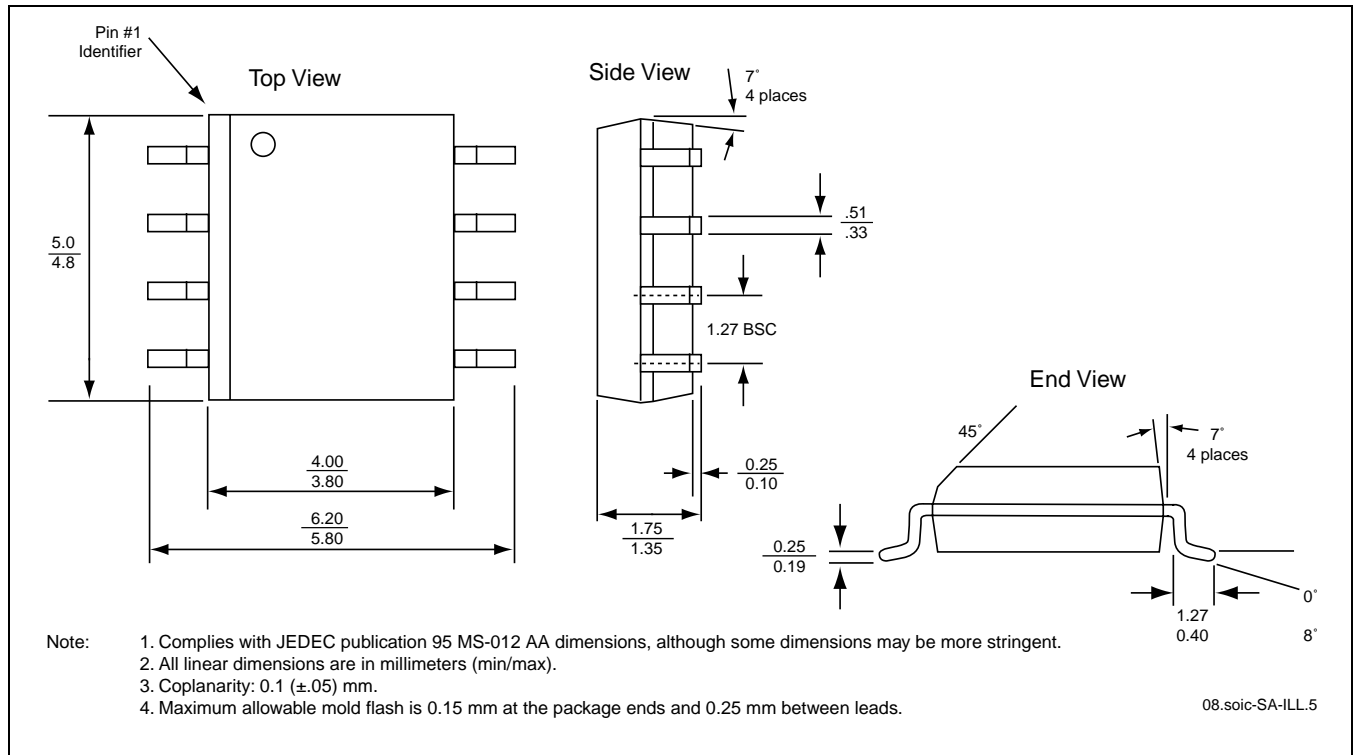 Pin #1
Identifier
Top View
Side View
7°
4 places
5.0
4.8
.51
.33
1.27 BSC
End View
45°
7°
4 places
4.00
3.80
0.25
0.10
6.20
5.80
1.75
1.35
0.25
0.19
0°
1.27
0.40
8°
Note: 1. Complies with JEDEC publication 95 MS-012 AA dimensions, although some dimensions may be more stringent.
2. All linear dimensions are in millimeters (min/max).
3. Coplanarity: 0.1 (±.05) mm.
4. Maximum allowable mold flash is 0.15 mm at the package ends and 0.25 mm between leads.
08.soic-SA-ILL.5